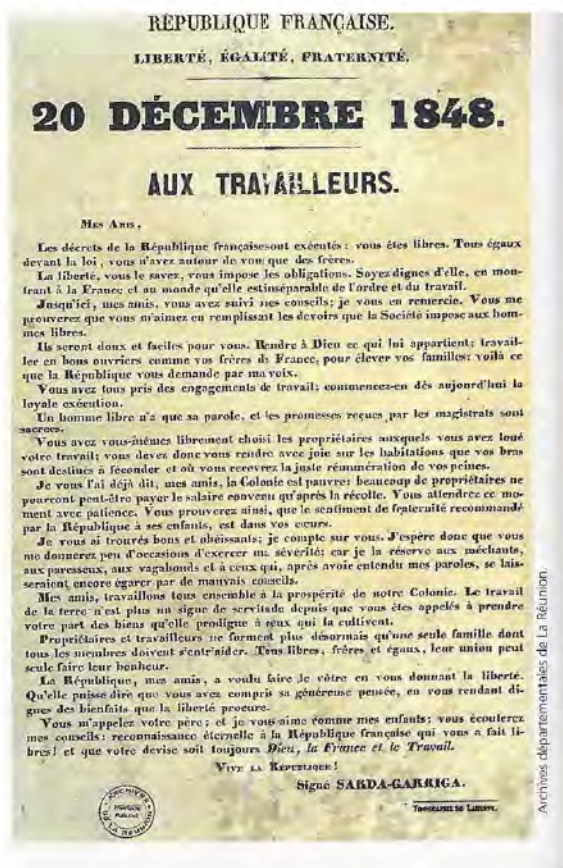 RÉPUBLIQUE FRANÇAISE.
LIBERTÉ, ÉGALITÉ, FRATERNITÉ.
20 DÉCEMBRE 1848.
AUX TRAVAILLEURS.
MES AMIS,
Les décrets de la République françaisesont exécutés : vous êtes libres. Tous égaux
devant la loi, vous n'avez autour de vous que des frères.
La liberté, vous le savez, vous impose les obligations. Soyez dignes d'elle, en mon-
trant à la France et au monde qu'elle estinséparable de l'ordre et du travail.
Jusqu'ici, mes amis, vous avez suivi mes conseils; je vous en remercie. Vous me
prouverez que vous m'aimez en remplissant les devoirs que la Société impose aux hom-
mes libres.
Ils seront doux et faciles pour vous. Rendre à Dieu ce qui lui appartient; travail-
ler en bons ouvriers comme vos frères de France, pour élever vos familles; voilà ce
que la République vous demande par ma voix.
Vous avez tous pris des engagements de travail; commencez-en dès aujourd'hui la
loyale exécution.
Un homme libre n'a que sa parole, et les promesses reçues par les magistrats sont
sacrées.
Vous avez vous-mêmes librement choisi les propriétaires auxquels vous avez loué
votre travail; vous devez donc vous rendre avec joie sur les habitations que vos bras
sont destinés à féconder et où vous recevrez la juste rémunération de vos peines.
Je vous l'ai déjà dit, mes amis, la Colonie est pauvre; beaucoup de propriétaires ne
pourront peut-être payer le salaire convenu qu'après la récolte. Vous attendrez ce mo-
ment avec patience. Vous prouverez ainsi, que le sentiment de fraternité recommandé
par la République à ses enfants, est dans vos cœurs.
Je vous ai trouvés bons et obéissants; je compte sur vous. J'espère donc que vous
me donnerez peu d'occasions d'exercer ma sévérité; car je la réserve aux méchants,
aux paresseux, aux vagabonds et à ceux qui, après avoir entendu mes paroles, se lais-
seraient encore égarer par de mauvais conseils.
Mes amis, travaillons tous ensemble à la prospérité de notre Colonie. Le travail
de la terre n'est plus un signe de servitude depuis que vous êtes appelés à prendre
votre part des biens qu'elle prodigue à ceux qui la cultivent.
Propriétaires et travailleurs ne forment plus désormais qu'une seule famille dont
tous les membres doivent s'entr'aider. Tous libres, frères et égaux, leur union peut
seule faire leur bonheur.
La République, mes amis, a voulu faire le vôtre en vous donnant la liberté.
Qu'elle puisse dire que vous avez compris sa généreuse pensée, en vous rendant di-
gnes des bienfaits que la liberté procure.
Vous m'appelez votre père; et je vous aime comme mes enfants; vous écouterez
mes conseils : reconnaissance éternelle à la République française qui vous a fait li-
bres! et que votre devise soit toujours Dieu, la France et le Travail.
VIVE LA RÉPUBLIQUE!
Signé SARDA-GARRIGA.
TYPOGRAPHIE DE LAHUPPE.
ARCHIVES
DE LA RÉUNION
Archives départementales de La Réunion.